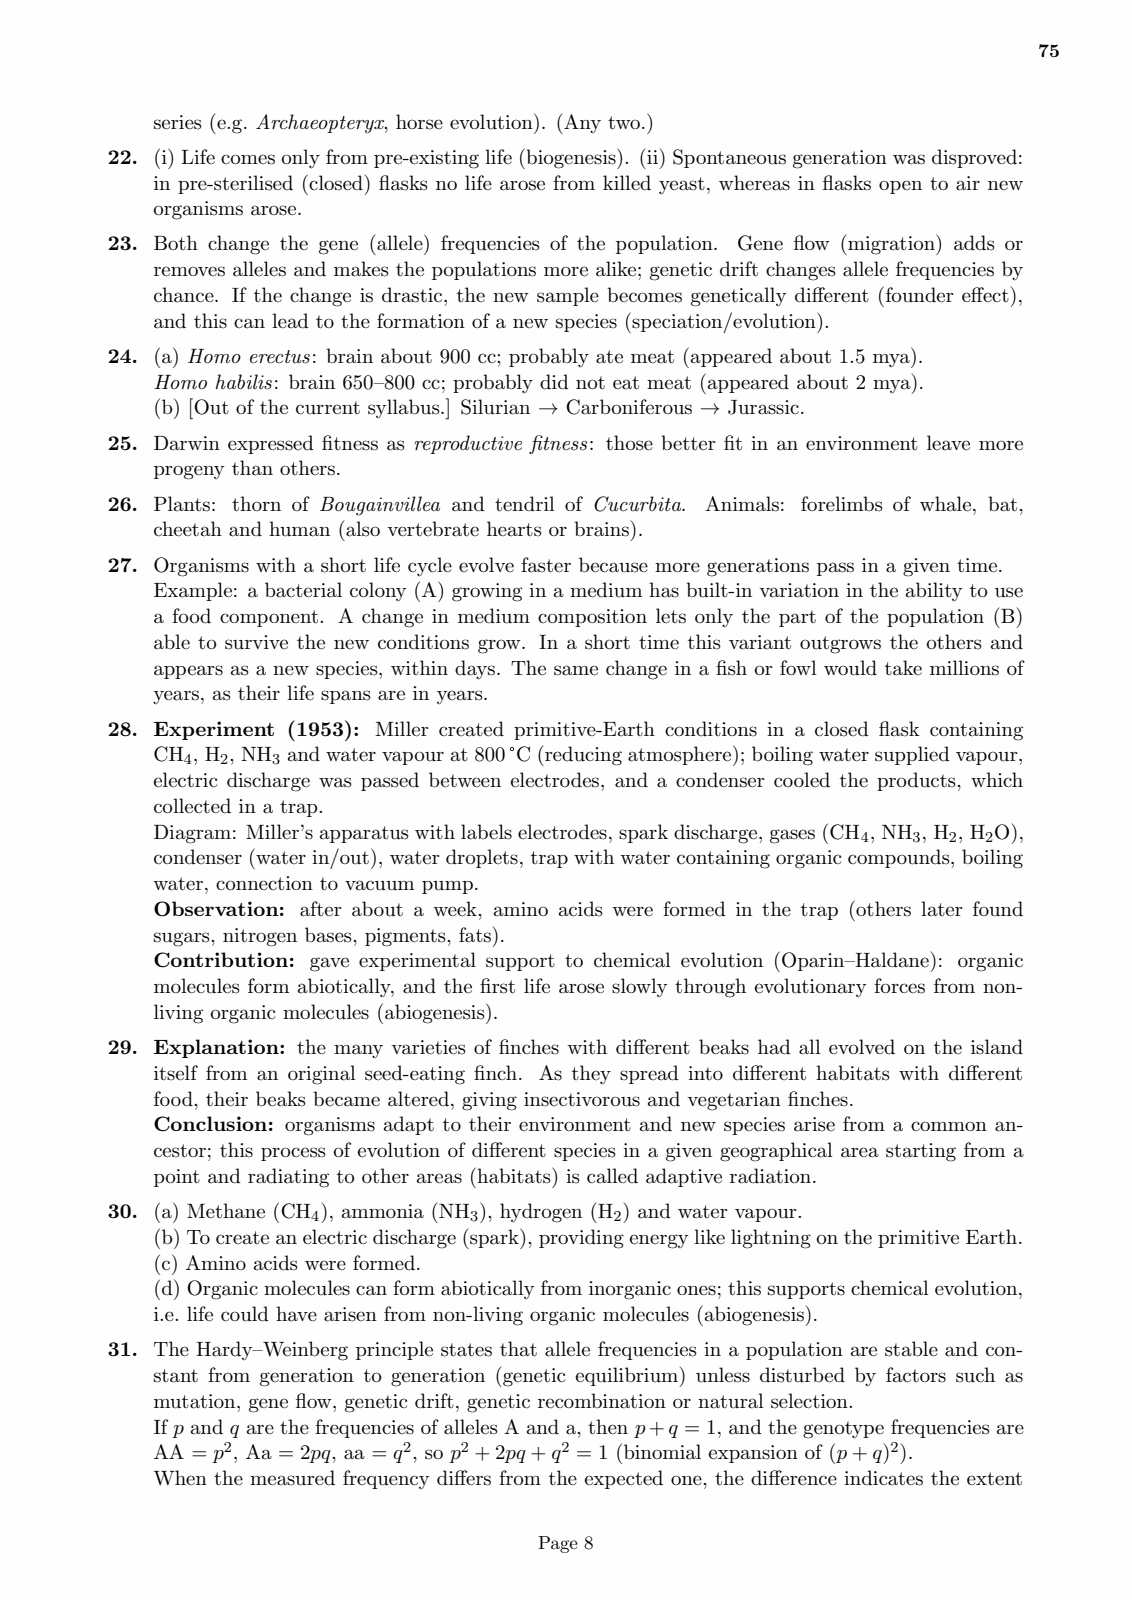 75
series (e.g. Archaeopteryx, horse evolution). (Any two.)
22. (i) Life comes only from pre-existing life (biogenesis). (ii) Spontaneous generation was disproved:
in pre-sterilised (closed) flasks no life arose from killed yeast, whereas in flasks open to air new
organisms arose.
23. Both change the gene (allele) frequencies of the population. Gene flow (migration) adds or
removes alleles and makes the populations more alike; genetic drift changes allele frequencies by
chance. If the change is drastic, the new sample becomes genetically different (founder effect),
and this can lead to the formation of a new species (speciation/evolution).
24. (a) Homo erectus: brain about 900 cc; probably ate meat (appeared about 1.5 mya).
Homo habilis: brain 650–800 cc; probably did not eat meat (appeared about 2 mya).
(b) [Out of the current syllabus.] Silurian → Carboniferous → Jurassic.
25. Darwin expressed fitness as reproductive fitness: those better fit in an environment leave more
progeny than others.
26. Plants: thorn of Bougainvillea and tendril of Cucurbita. Animals: forelimbs of whale, bat,
cheetah and human (also vertebrate hearts or brains).
27. Organisms with a short life cycle evolve faster because more generations pass in a given time.
Example: a bacterial colony (A) growing in a medium has built-in variation in the ability to use
a food component. A change in medium composition lets only the part of the population (B)
able to survive the new conditions grow. In a short time this variant outgrows the others and
appears as a new species, within days. The same change in a fish or fowl would take millions of
years, as their life spans are in years.
28. Experiment (1953): Miller created primitive-Earth conditions in a closed flask containing
CH₄, H₂, NH₃ and water vapour at 800 °C (reducing atmosphere); boiling water supplied vapour,
electric discharge was passed between electrodes, and a condenser cooled the products, which
collected in a trap.
Diagram: Miller's apparatus with labels electrodes, spark discharge, gases (CH₄, NH₃, H₂, H₂O),
condenser (water in/out), water droplets, trap with water containing organic compounds, boiling
water, connection to vacuum pump.
Observation: after about a week, amino acids were formed in the trap (others later found
sugars, nitrogen bases, pigments, fats).
Contribution: gave experimental support to chemical evolution (Oparin–Haldane): organic
molecules form abiotically, and the first life arose slowly through evolutionary forces from non-
living organic molecules (abiogenesis).
29. Explanation: the many varieties of finches with different beaks had all evolved on the island
itself from an original seed-eating finch. As they spread into different habitats with different
food, their beaks became altered, giving insectivorous and vegetarian finches.
Conclusion: organisms adapt to their environment and new species arise from a common an-
cestor; this process of evolution of different species in a given geographical area starting from a
point and radiating to other areas (habitats) is called adaptive radiation.
30. (a) Methane (CH₄), ammonia (NH₃), hydrogen (H₂) and water vapour.
(b) To create an electric discharge (spark), providing energy like lightning on the primitive Earth.
(c) Amino acids were formed.
(d) Organic molecules can form abiotically from inorganic ones; this supports chemical evolution,
i.e. life could have arisen from non-living organic molecules (abiogenesis).
31. The Hardy–Weinberg principle states that allele frequencies in a population are stable and con-
stant from generation to generation (genetic equilibrium) unless disturbed by factors such as
mutation, gene flow, genetic drift, genetic recombination or natural selection.
If p and q are the frequencies of alleles A and a, then p + q = 1, and the genotype frequencies are
AA = p², Aa = 2pq, aa = q², so p² + 2pq + q² = 1 (binomial expansion of (p + q)²).
When the measured frequency differs from the expected one, the difference indicates the extent
Page 8